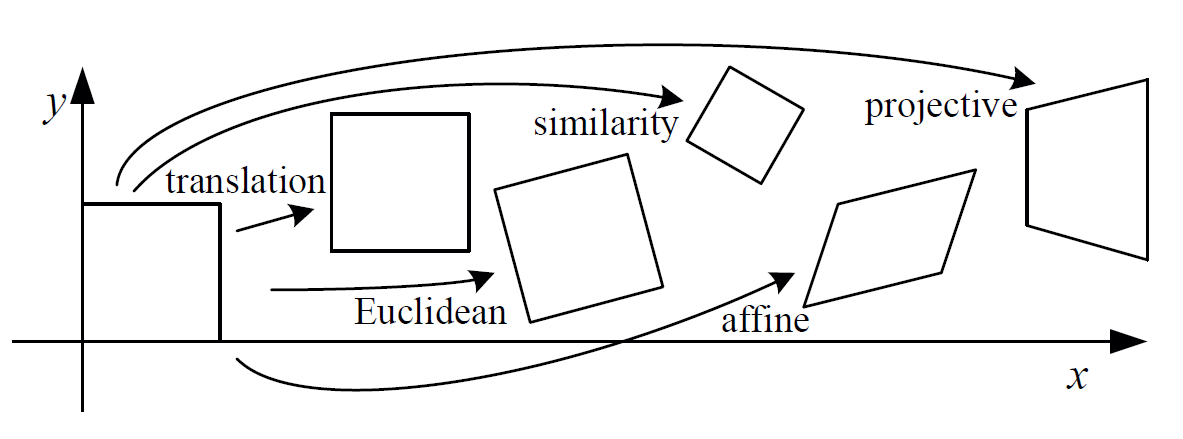 y
similarity
projective
translation
Euclidean
affine
x